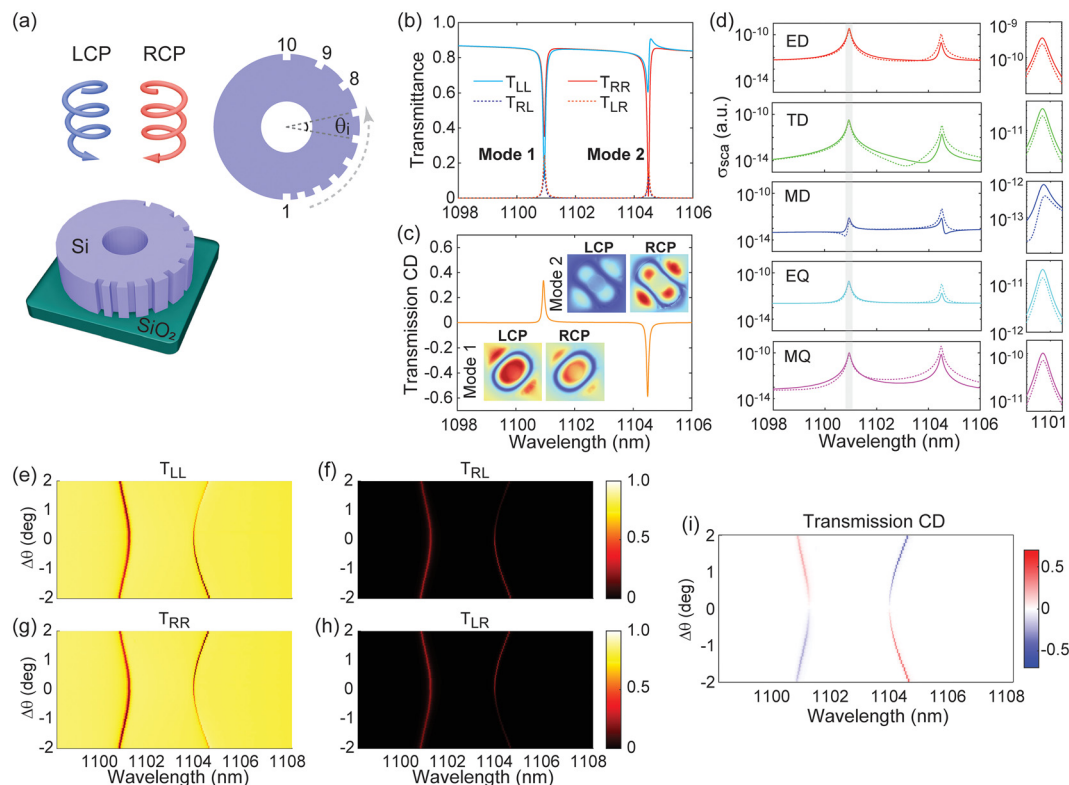 (a)
LCP RCP
10
9
8
θi
1
Si
SiO₂
(b)
Transmittance
1.0
0.8
0.6
0.4
0.2
0
T_LL T_RR
T_RL T_LR
Mode 1 Mode 2
1098 1100 1102 1104 1106
(c)
Transmission CD
0.6
0.4
0.2
0
-0.2
-0.4
-0.6
LCP RCP
Mode 2
LCP RCP
Mode 1
1098 1100 1102 1104 1106
Wavelength (nm)
(d)
σsca (a.u.)
10⁻¹⁰ ED
10⁻¹⁴
10⁻⁹
10⁻¹⁰
10⁻¹⁰ TD
10⁻¹⁴
10⁻¹¹
10⁻¹⁰ MD
10⁻¹⁴
10⁻¹²
10⁻¹³
10⁻¹⁰ EQ
10⁻¹⁴
10⁻¹¹
10⁻¹²
10⁻¹⁰ MQ
10⁻¹⁴
10⁻¹⁰
10⁻¹¹
1098 1100 1102 1104 1106
1101
Wavelength (nm)
(e) T_LL
Δθ (deg)
2
1
0
-1
-2
(f) T_RL
1.0
0.5
0
(g) T_RR
Δθ (deg)
2
1
0
-1
-2
1100 1102 1104 1106 1108
Wavelength (nm)
(h) T_LR
1.0
0.5
0
1100 1102 1104 1106 1108
Wavelength (nm)
(i)
Transmission CD
Δθ (deg)
2
1
0
-1
-2
0.5
0
-0.5
1100 1102 1104 1106 1108
Wavelength (nm)